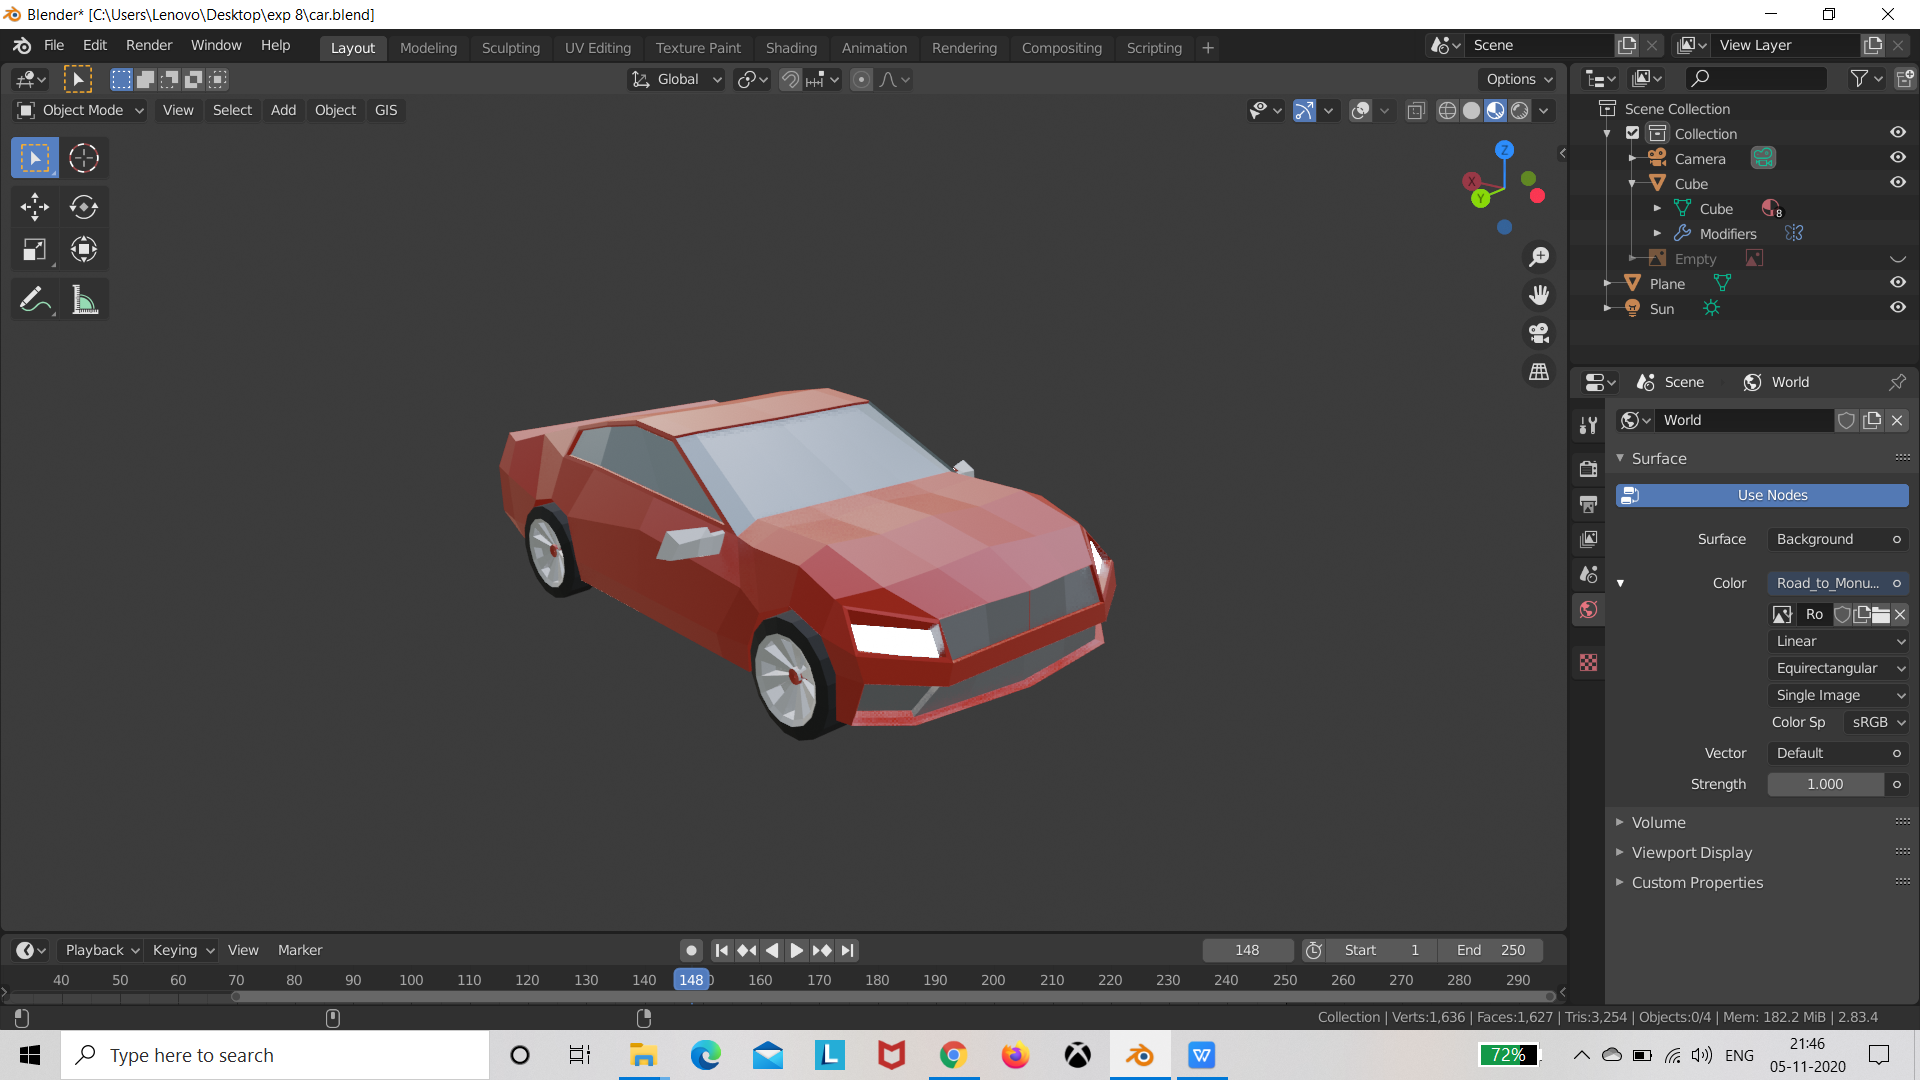 Blender* [C:\Users\Lenovo\Desktop\exp 8\car.blend]
File Edit Render Window Help Layout Modeling Sculpting UV Editing Texture Paint Shading Animation Rendering Compositing Scripting + Scene View Layer
Global Options
Object Mode View Select Add Object GIS
Scene Collection
Collection
Camera
Cube
Cube 8
Modifiers
Empty
Plane
Sun
Z
X
Y
Scene World
World
Surface
Use Nodes
Surface Background
Color Road_to_Monu...
Ro
Linear
Equirectangular
Single Image
Color Sp sRGB
Vector Default
Strength 1.000
Volume
Viewport Display
Custom Properties
Playback Keying View Marker 148 Start 1 End 250
40 50 60 70 80 90 100 110 120 130 140 148 160 170 180 190 200 210 220 230 240 250 260 270 280 290
Collection | Verts:1,636 | Faces:1,627 | Tris:3,254 | Objects:0/4 | Mem: 182.2 MiB | 2.83.4
Type here to search
L
W
72%
ENG
21:46
05-11-2020